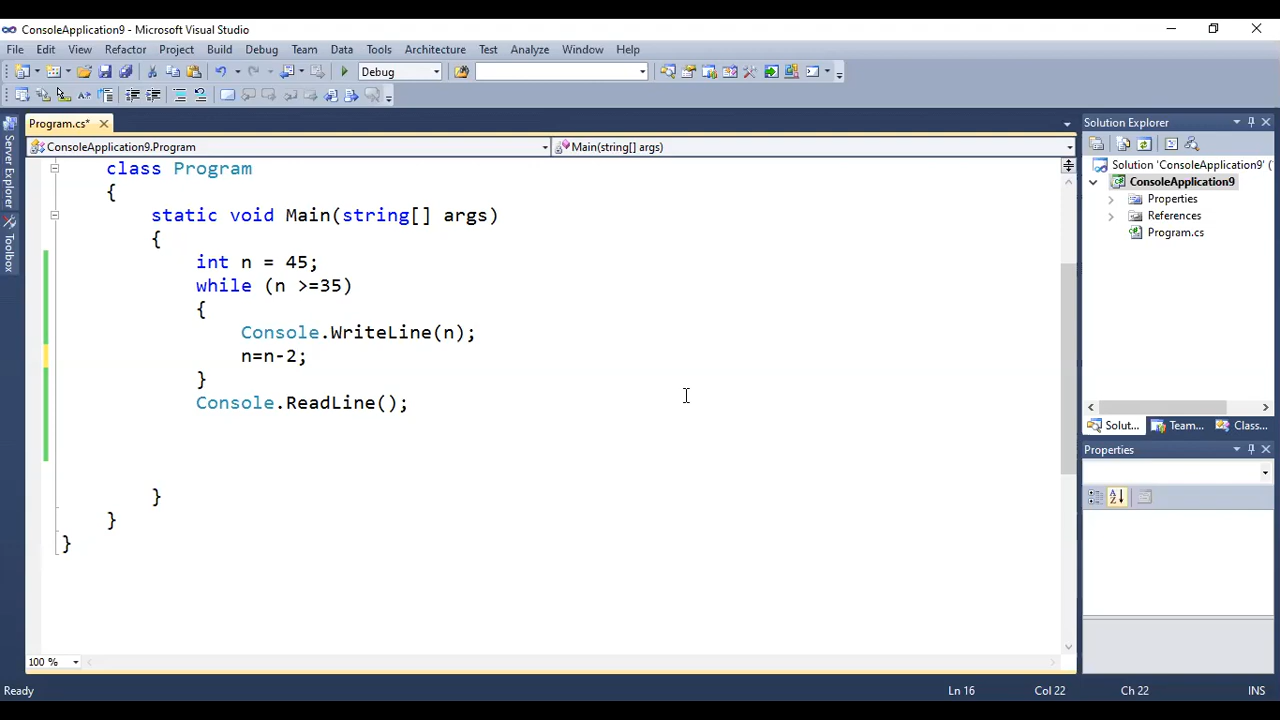 ConsoleApplication9 - Microsoft Visual Studio
File Edit View Refactor Project Build Debug Team Data Tools Architecture Test Analyze Window Help
Debug
Program.cs*
ConsoleApplication9.Program
Main(string[] args)
class Program
{
static void Main(string[] args)
{
int n = 45;
while (n >=35)
{
Console.WriteLine(n);
n=n-2;
}
Console.ReadLine();
}
}
}
100 %
Server Explorer
Toolbox
Solution Explorer
Solution 'ConsoleApplication9' (
ConsoleApplication9
Properties
References
Program.cs
Solut... Team... Class...
Properties
Ready
Ln 16 Col 22 Ch 22 INS